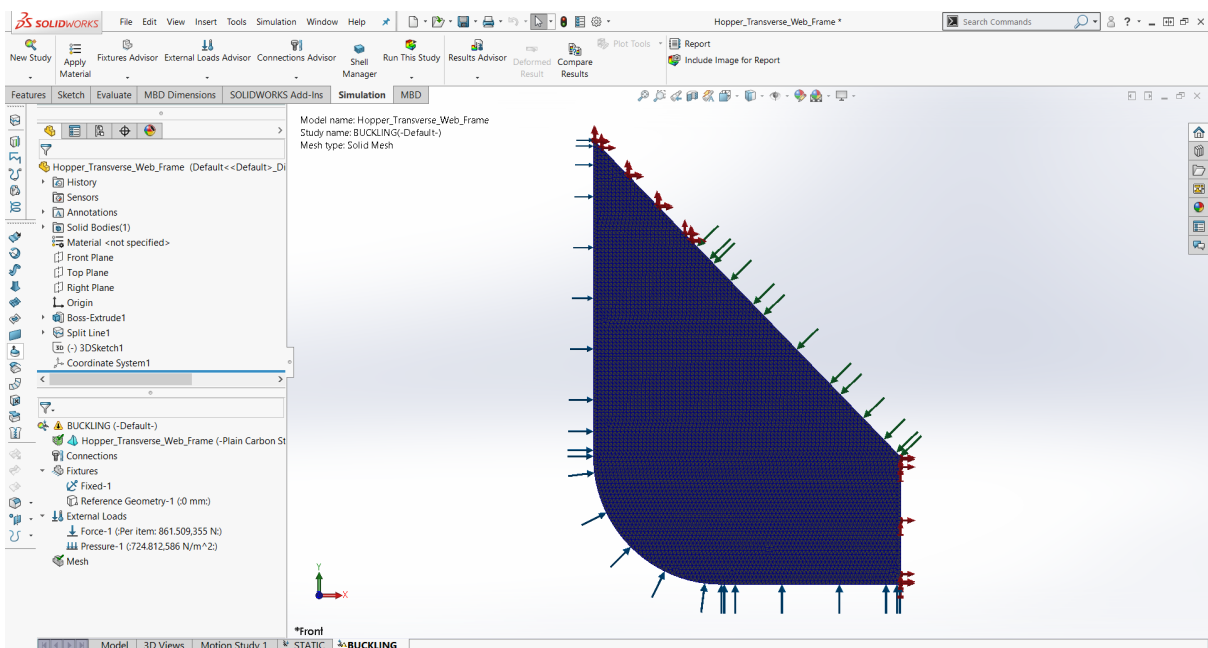 SOLIDWORKS File Edit View Insert Tools Simulation Window Help Hopper_Transverse_Web_Frame * Search Commands ?
New Study Apply Material Fixtures Advisor External Loads Advisor Connections Advisor Shell Manager Run This Study Results Advisor Deformed Result Compare Results Plot Tools Report
Include Image for Report
Features Sketch Evaluate MBD Dimensions SOLIDWORKS Add-Ins Simulation MBD
Model name: Hopper_Transverse_Web_Frame
Study name: BUCKLING(-Default-)
Mesh type: Solid Mesh
Hopper_Transverse_Web_Frame (Default<<Default>_Di
History
Sensors
Annotations
Solid Bodies(1)
Material <not specified>
Front Plane
Top Plane
Right Plane
Origin
Boss-Extrude1
Split Line1
3D (-) 3DSketch1
Coordinate System1
BUCKLING (-Default-)
Hopper_Transverse_Web_Frame (-Plain Carbon St
Connections
Fixtures
Fixed-1
Reference Geometry-1 (:0 mm:)
External Loads
Force-1 (:Per item: 861.509,355 N:)
Pressure-1 (:724.812,586 N/m^2:)
Mesh
Y
X
*Front
Model 3D Views Motion Study 1 STATIC BUCKLING